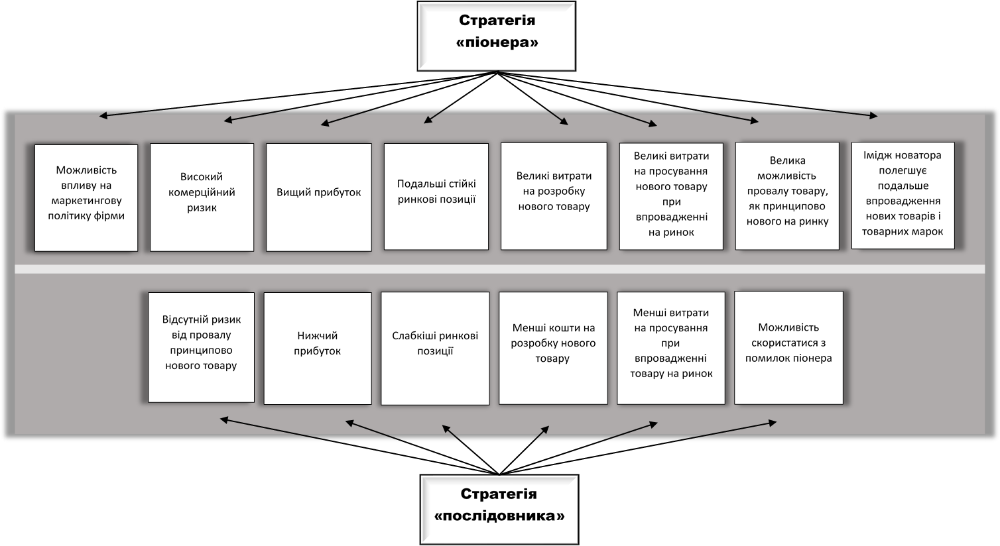 Стратегія
«піонера»
Можливість
впливу на
маркетингову
політику фірми
Високий
комерційний
ризик
Вищий прибуток
Подальші стійкі
ринкові позиції
Великі витрати
на розробку
нового товару
Великі витрати
на просування
нового товару
при
впровадженні
на ринок
Велика
можливість
провалу товару,
як принципово
нового на ринку
Імідж новатора
полегшує
подальше
впровадження
нових товарів і
товарних марок
Відсутній ризик
від провалу
принципово
нового товару
Нижчий
прибуток
Слабкіші ринкові
позиції
Менші кошти на
розробку нового
товару
Менші витрати
на просування
при
впровадженні
товару на ринок
Можливість
скористатися з
помилок піонера
Стратегія
«послідовника»